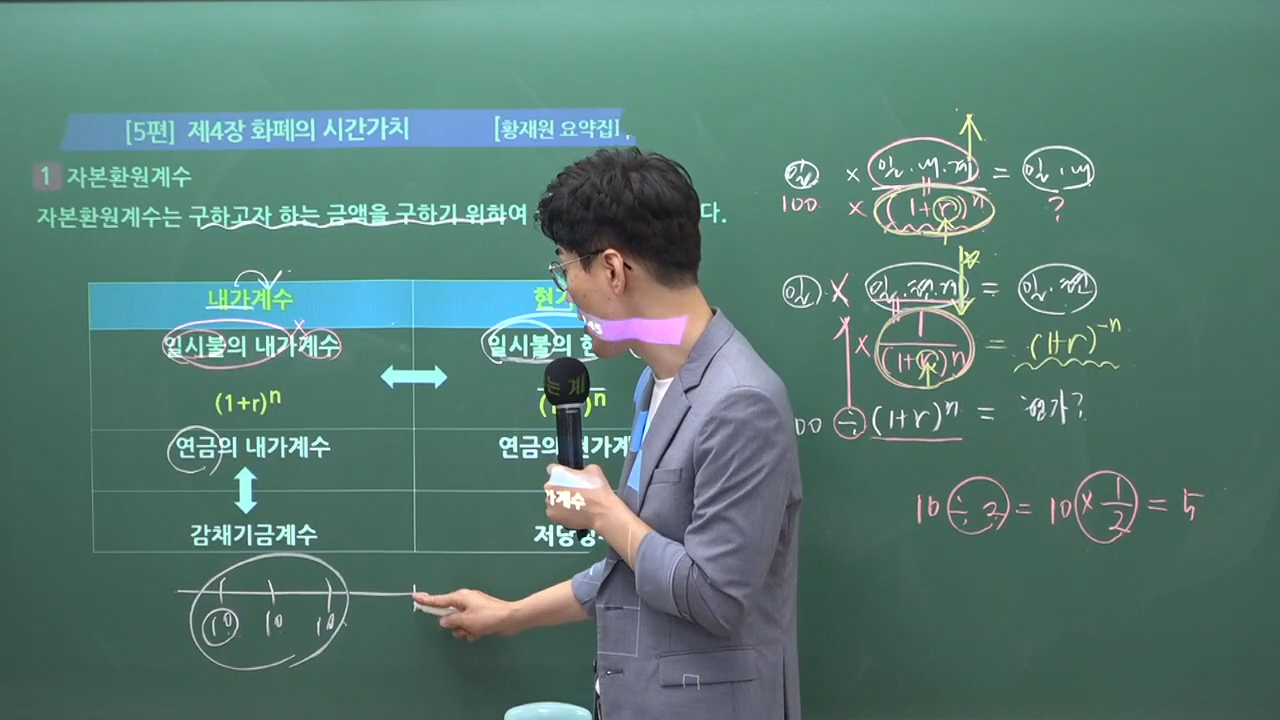 [5편] 제4장 화폐의 시간가치 [황재원 요약집]
1 자본환원계수
자본환원계수는 구하고자 하는 금액을 구하기 위하여 다.
내가계수
일시불의 내가계수
일시불의
(1+r)ⁿ
연금의 내가계수
연금의 현가계
감채기금계수
저당
10 10 10
일 × 일.내.계 = 일.내
100 × (1+r)ⁿ ?
일 × 일.현.계 = 일.현
× 1/(1+r)ⁿ = (1+r)⁻ⁿ
÷ (1+r)ⁿ = 현가?
10 ÷ 2 = 10 × 1/2 = 5